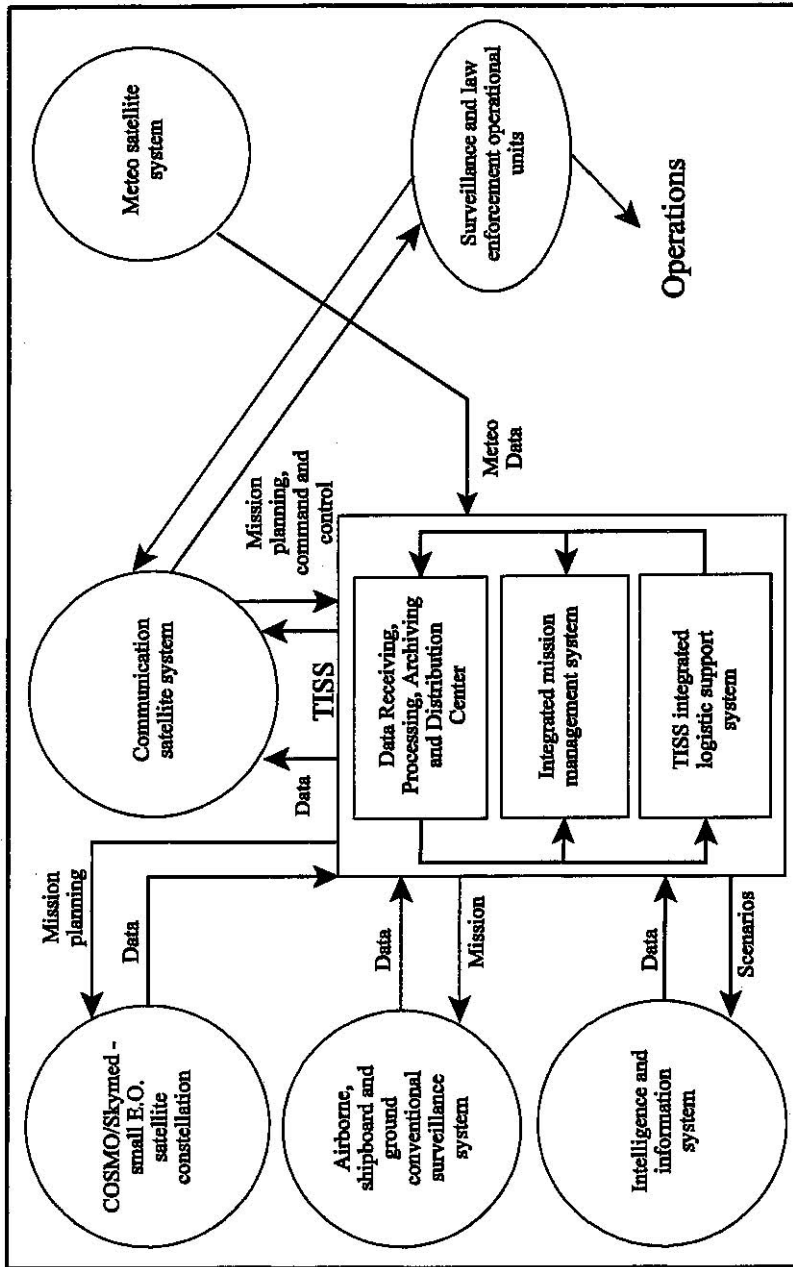 COSMO/Skymed -
small E.O.
satellite
constellation
Mission
planning
Data
Communication
satellite system
Data
Mission
planning,
command and
control
Meteo satellite
system
Airborne,
shipboard and
ground
conventional
surveillance
system
Data
Mission
TISS
Data Receiving,
Processing, Archiving
and Distribution
Center
Integrated mission
management system
TISS integrated
logistic support
system
Meteo
Data
Surveillance and law
enforcement operational
units
Operations
Intelligence and
information
system
Data
Scenarios